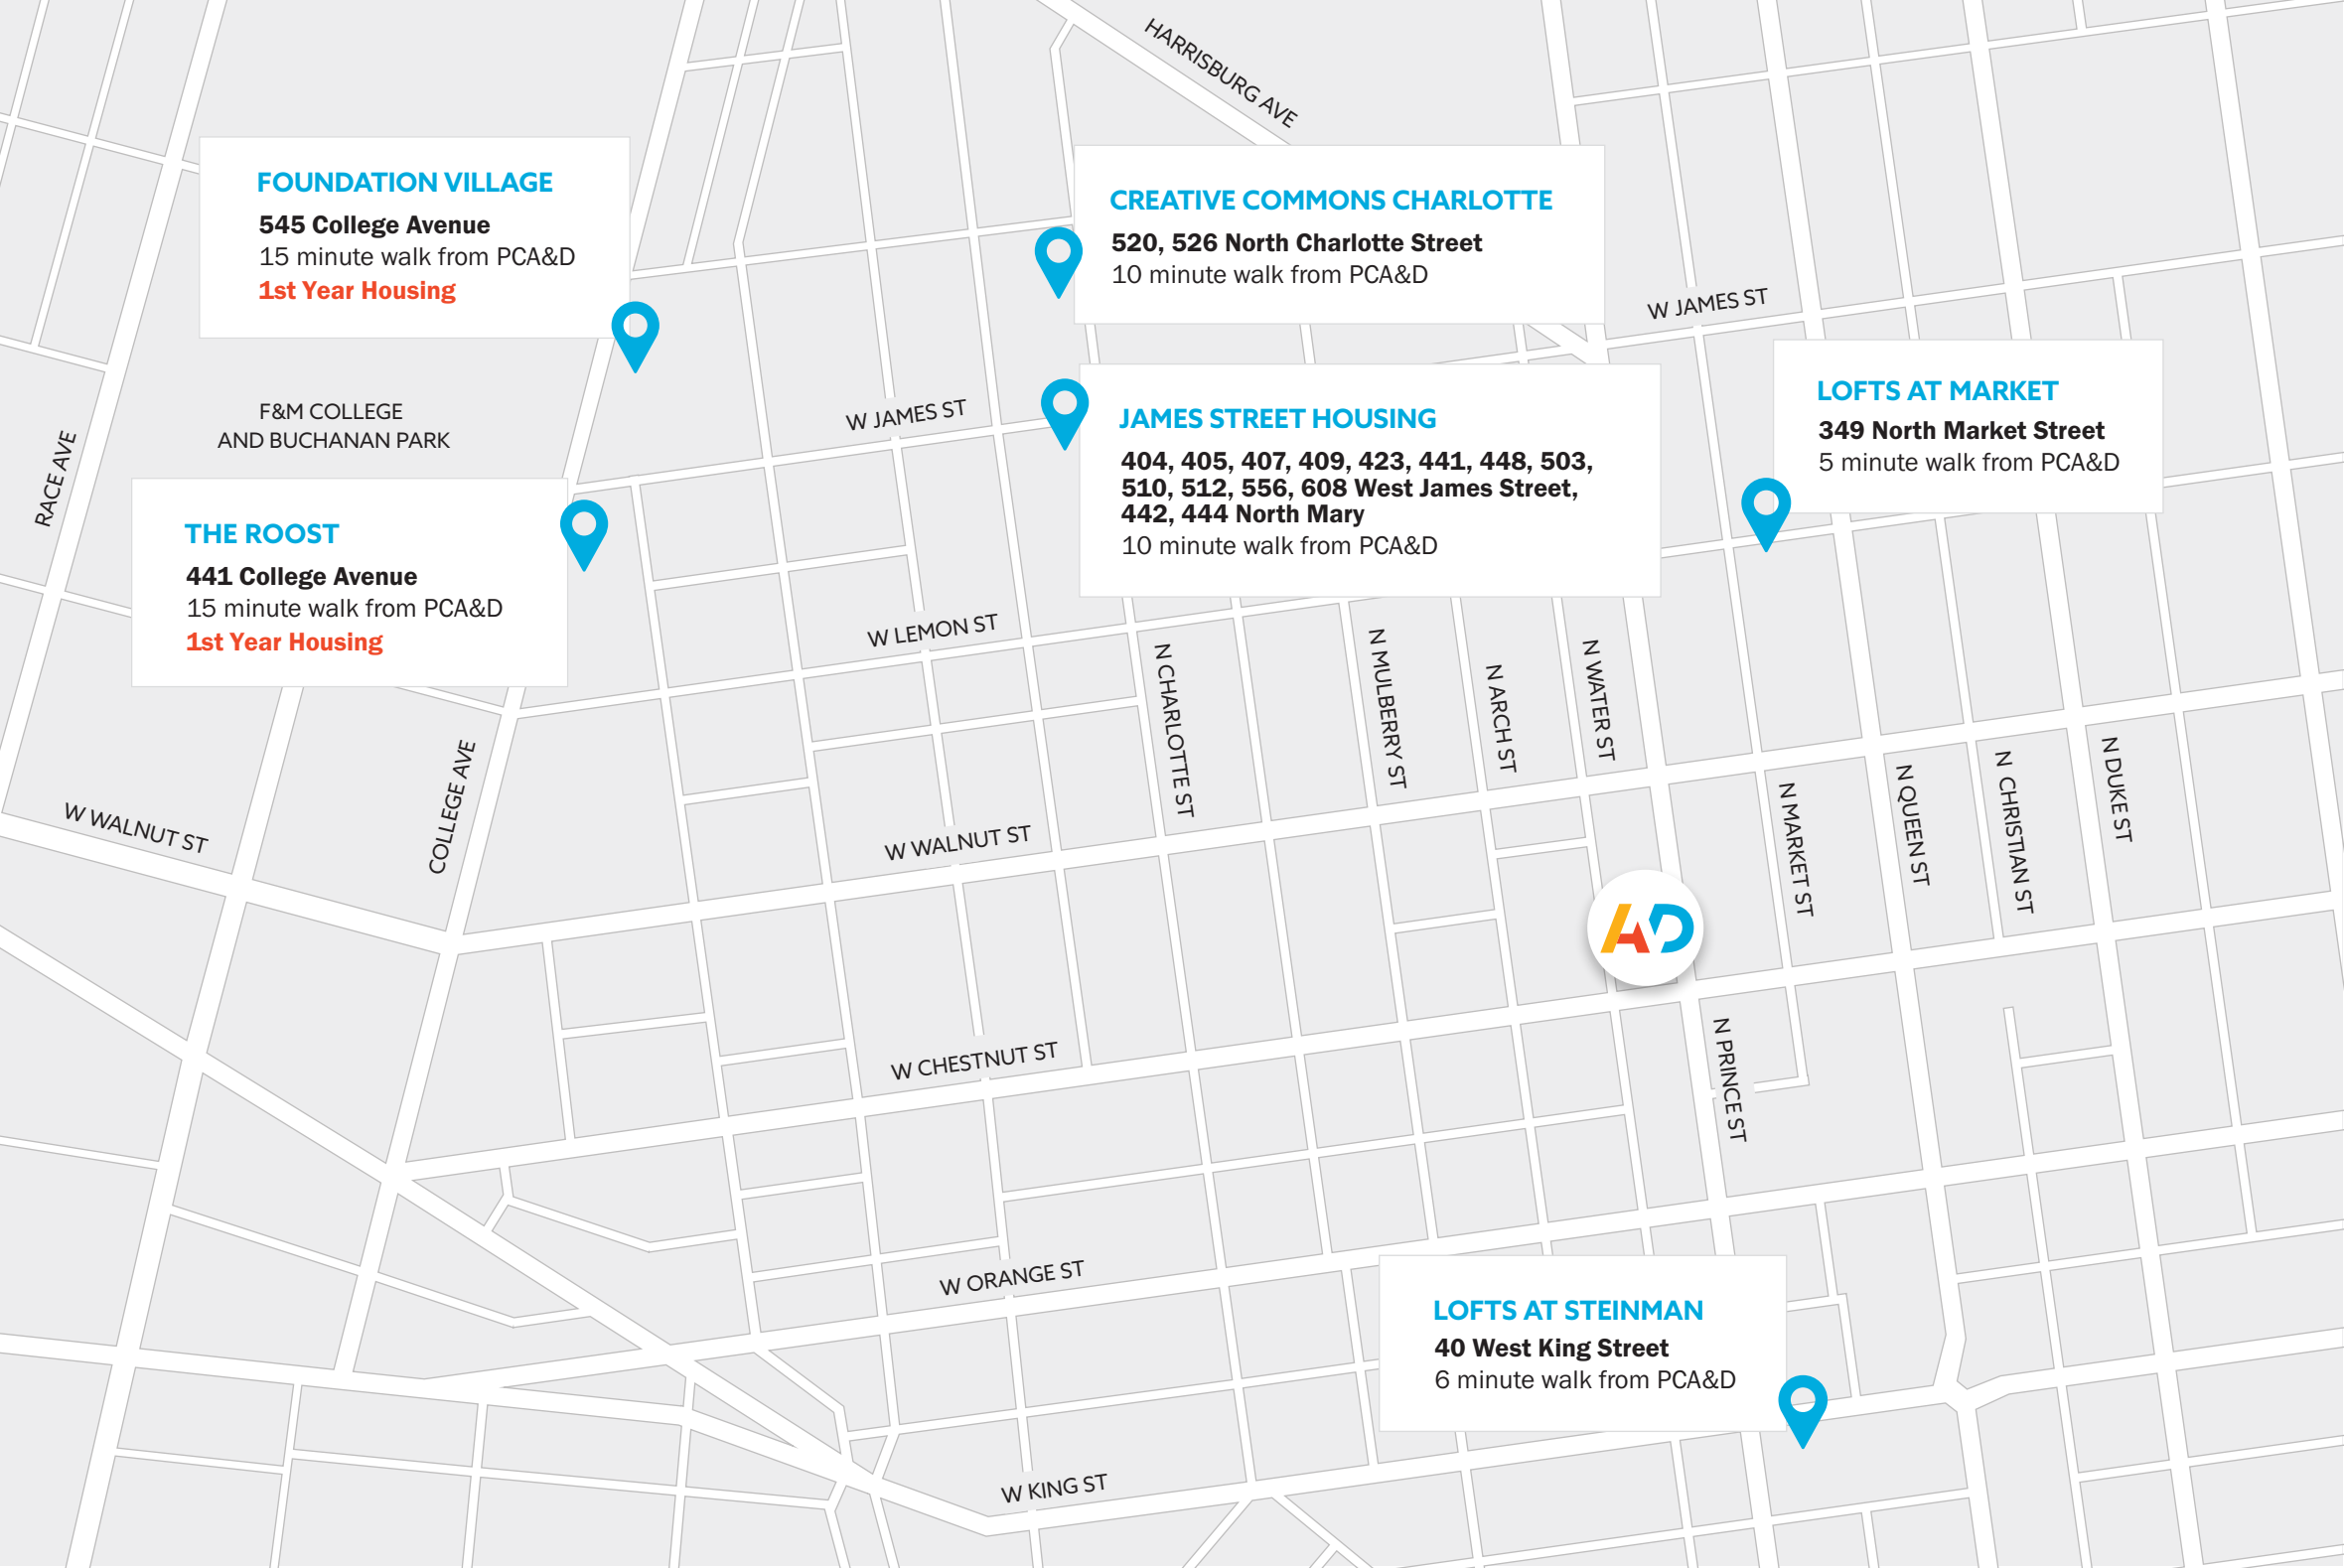 HARRISBURG AVE
FOUNDATION VILLAGE
545 College Avenue
15 minute walk from PCA&D
1st Year Housing
CREATIVE COMMONS CHARLOTTE
520, 526 North Charlotte Street
10 minute walk from PCA&D
W JAMES ST
F&M COLLEGE
AND BUCHANAN PARK
W JAMES ST
JAMES STREET HOUSING
404, 405, 407, 409, 423, 441, 448, 503,
510, 512, 556, 608 West James Street,
442, 444 North Mary
10 minute walk from PCA&D
LOFTS AT MARKET
349 North Market Street
5 minute walk from PCA&D
RACE AVE
THE ROOST
441 College Avenue
15 minute walk from PCA&D
1st Year Housing
W LEMON ST
N CHARLOTTE ST
N MULBERRY ST
N ARCH ST
N WATER ST
N MARKET ST
N QUEEN ST
N CHRISTIAN ST
N DUKE ST
COLLEGE AVE
W WALNUT ST
W WALNUT ST
AD
W CHESTNUT ST
N PRINCE ST
W ORANGE ST
LOFTS AT STEINMAN
40 West King Street
6 minute walk from PCA&D
W KING ST